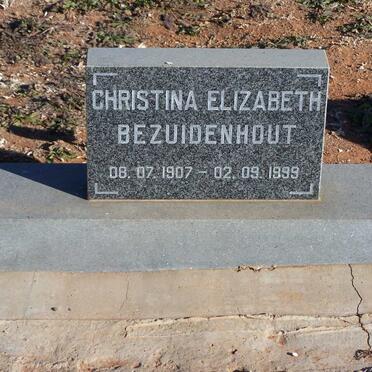 CHRISTINA ELIZABETH
BEZUIDENHOUT
08. 07. 1907 – 02. 09. 1999